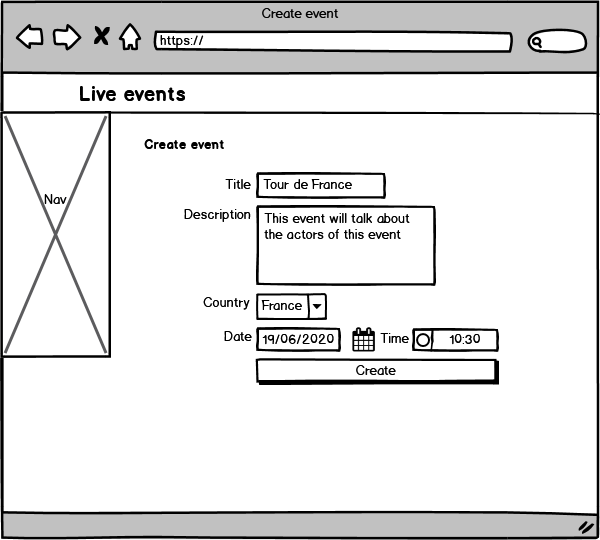 Create event
https://
Live events
Nav
Create event
Title Tour de France
Description This event will talk about
the actors of this event
Country France
Date 19/06/2020 Time 10:30
Create